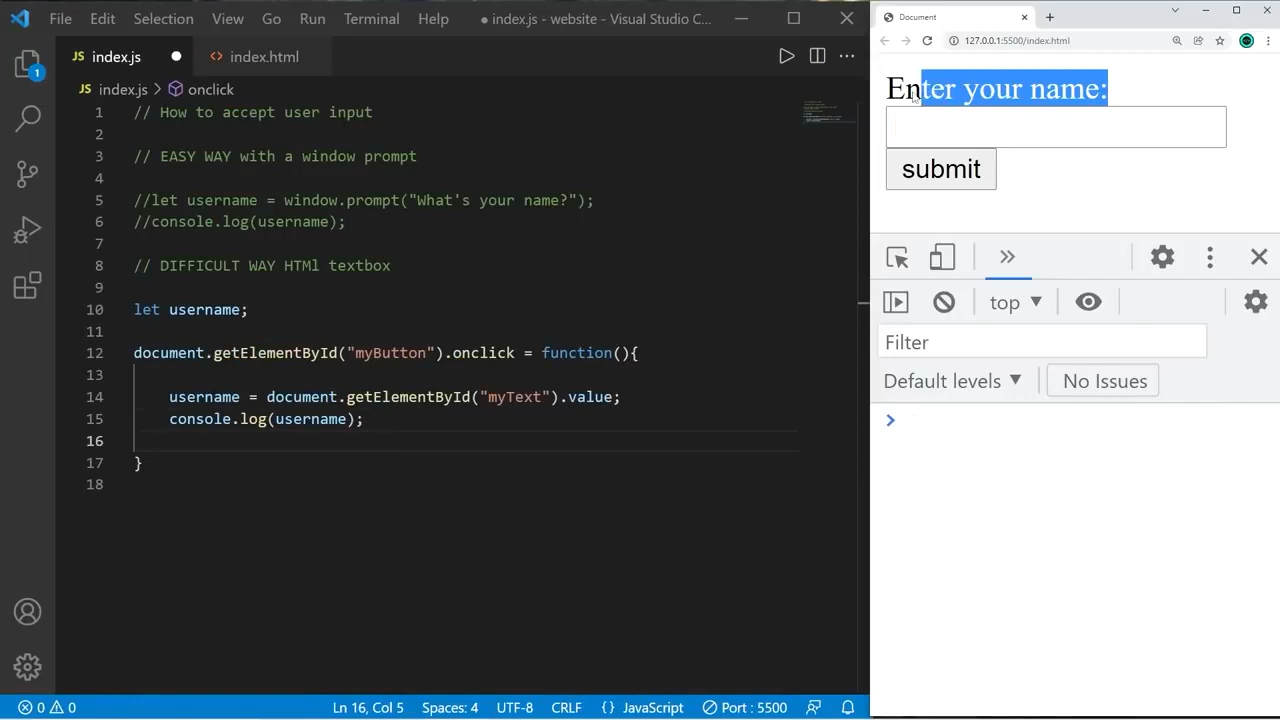 File Edit Selection View Go Run Terminal Help ● index.js - website - Visual Studio C...
1
JS index.js ●
<> index.html
JS index.js > onclick
1 // How to accept user input
2
3 // EASY WAY with a window prompt
4
5 //let username = window.prompt("What's your name?");
6 //console.log(username);
7
8 // DIFFICULT WAY HTMl textbox
9
10 let username;
11
12 document.getElementById("myButton").onclick = function(){
13
14 username = document.getElementById("myText").value;
15 console.log(username);
16
17 }
18
0 0
Ln 16, Col 5 Spaces: 4 UTF-8 CRLF {} JavaScript Port : 5500
Document
127.0.0.1:5500/index.html
Enter your name:
submit
top
Filter
Default levels
No Issues